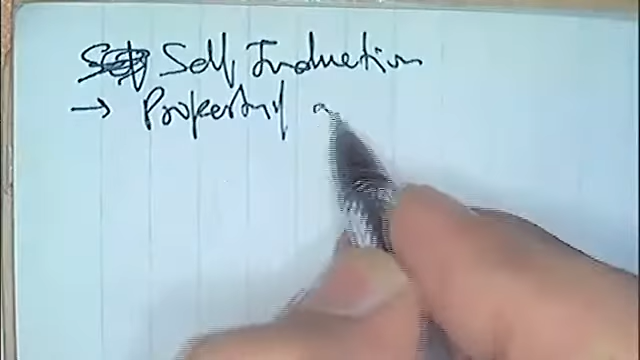 Self Induction
→ Property